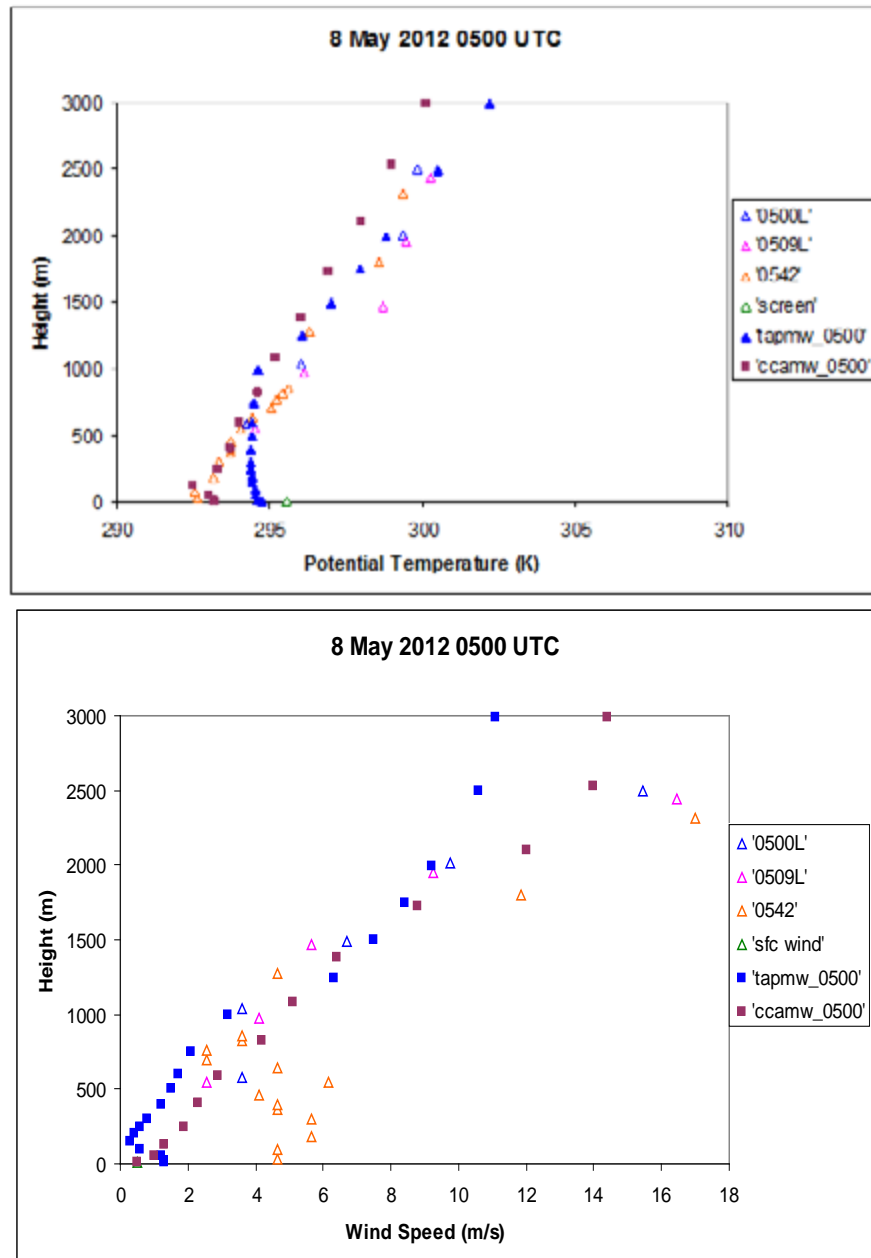 8 May 2012 0500 UTC
3000
2500
2000
1500
1000
500
0
Height (m)
290
295
300
305
310
Potential Temperature (K)
'0500L'
'0509L'
'0542'
'screen'
'tapmw_0500'
'ccamw_0500'
8 May 2012 0500 UTC
3000
2500
2000
1500
1000
500
0
Height (m)
0
2
4
6
8
10
12
14
16
18
Wind Speed (m/s)
'0500L'
'0509L'
'0542'
'sfc wind'
'tapmw_0500'
'ccamw_0500'